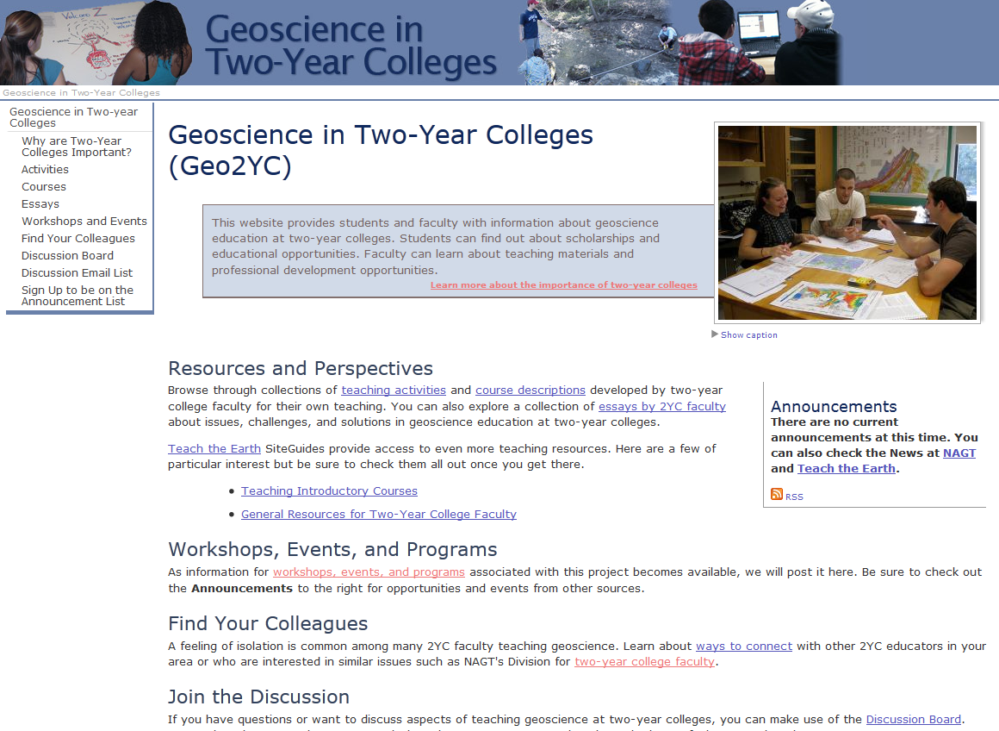 Welcome
Geoscience in
Two-Year Colleges
Geoscience in Two-Year Colleges
Geoscience in Two-year
Colleges
Why are Two-Year
Colleges Important?
Activities
Courses
Essays
Workshops and Events
Find Your Colleagues
Discussion Board
Discussion Email List
Sign Up to be on the
Announcement List
Geoscience in Two-Year Colleges
(Geo2YC)
This website provides students and faculty with information about geoscience
education at two-year colleges. Students can find out about scholarships and
educational opportunities. Faculty can learn about teaching materials and
professional development opportunities.
Learn more about the importance of two-year colleges
Show caption
Resources and Perspectives
Browse through collections of teaching activities and course descriptions developed by two-year
college faculty for their own teaching. You can also explore a collection of essays by 2YC faculty
about issues, challenges, and solutions in geoscience education at two-year colleges.
Teach the Earth SiteGuides provide access to even more teaching resources. Here are a few of
particular interest but be sure to check them all out once you get there.
Teaching Introductory Courses
General Resources for Two-Year College Faculty
Announcements
There are no current
announcements at this time. You
can also check the News at NAGT
and Teach the Earth.
RSS
Workshops, Events, and Programs
As information for workshops, events, and programs associated with this project becomes available, we will post it here. Be sure to check out
the Announcements to the right for opportunities and events from other sources.
Find Your Colleagues
A feeling of isolation is common among many 2YC faculty teaching geoscience. Learn about ways to connect with other 2YC educators in your
area or who are interested in similar issues such as NAGT's Division for two-year college faculty.
Join the Discussion
If you have questions or want to discuss aspects of teaching geoscience at two-year colleges, you can make use of the Discussion Board.